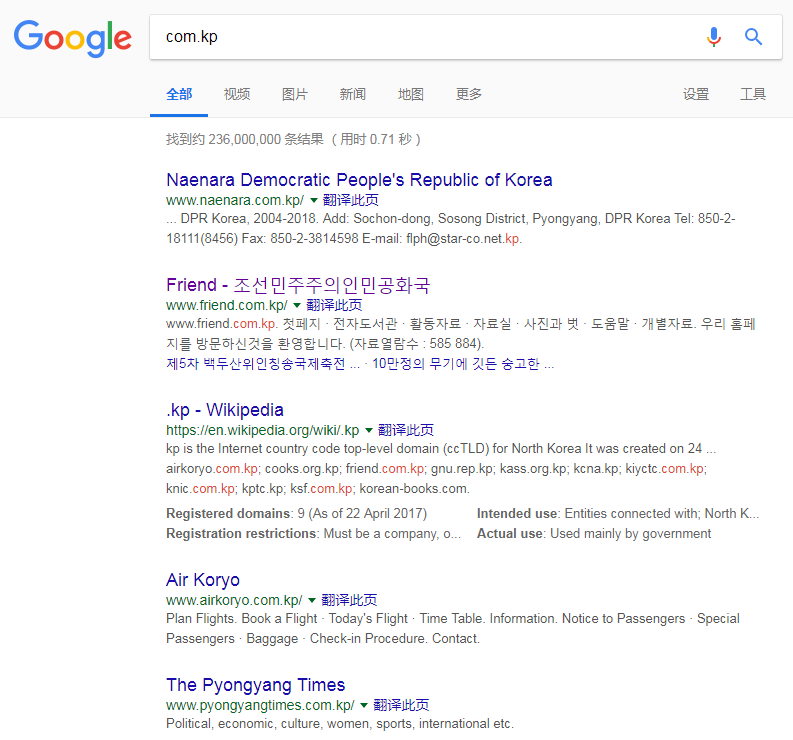 Google
com.kp
全部 视频 图片 新闻 地图 更多 设置 工具
找到约 236,000,000 条结果 （用时 0.71 秒）
Naenara Democratic People's Republic of Korea
www.naenara.com.kp/ ▼ 翻译此页
... DPR Korea, 2004-2018. Add: Sochon-dong, Sosong District, Pyongyang, DPR Korea Tel: 850-2-
18111(8456) Fax: 850-2-3814598 E-mail: flph@star-co.net.kp.
Friend - 조선민주주의인민공화국
www.friend.com.kp/ ▼ 翻译此页
www.friend.com.kp. 첫페지 · 전자도서관 · 활동자료 · 자료실 · 사진과 벗 · 도움말 · 개별자료. 우리 홈페
지를 방문하신것을 환영합니다. (자료열람수 : 585 884).
제5차 백두산위인칭송국제축전 ... · 10만정의 무기에 깃든 숭고한 ...
.kp - Wikipedia
https://en.wikipedia.org/wiki/.kp ▼ 翻译此页
kp is the Internet country code top-level domain (ccTLD) for North Korea It was created on 24 ...
airkoryo.com.kp; cooks.org.kp; friend.com.kp; gnu.rep.kp; kass.org.kp; kcna.kp; kiyctc.com.kp;
knic.com.kp; kptc.kp; ksf.com.kp; korean-books.com.
Registered domains: 9 (As of 22 April 2017) Intended use: Entities connected with; North K...
Registration restrictions: Must be a company, o... Actual use: Used mainly by government
Air Koryo
www.airkoryo.com.kp/ ▼ 翻译此页
Plan Flights. Book a Flight · Today's Flight · Time Table. Information. Notice to Passengers · Special
Passengers · Baggage · Check-in Procedure. Contact.
The Pyongyang Times
www.pyongyangtimes.com.kp/ ▼ 翻译此页
Political, economic, culture, women, sports, international etc.